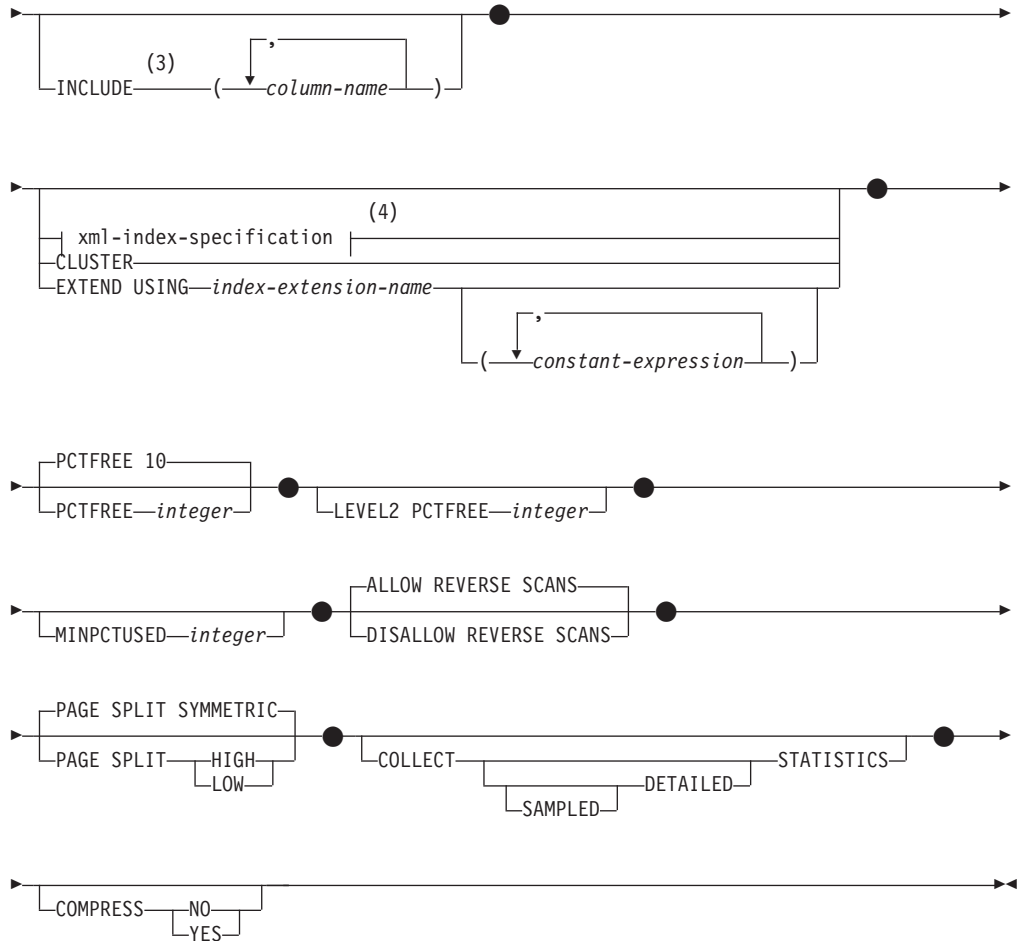 ,
(3)
INCLUDE ( column-name )
(4)
xml-index-specification
CLUSTER
EXTEND USING index-extension-name
,
( constant-expression )
PCTFREE 10
PCTFREE integer
LEVEL2 PCTFREE integer
ALLOW REVERSE SCANS
MINPCTUSED integer
DISALLOW REVERSE SCANS
PAGE SPLIT SYMMETRIC
PAGE SPLIT HIGH
LOW
COLLECT STATISTICS
DETAILED
SAMPLED
COMPRESS NO
YES